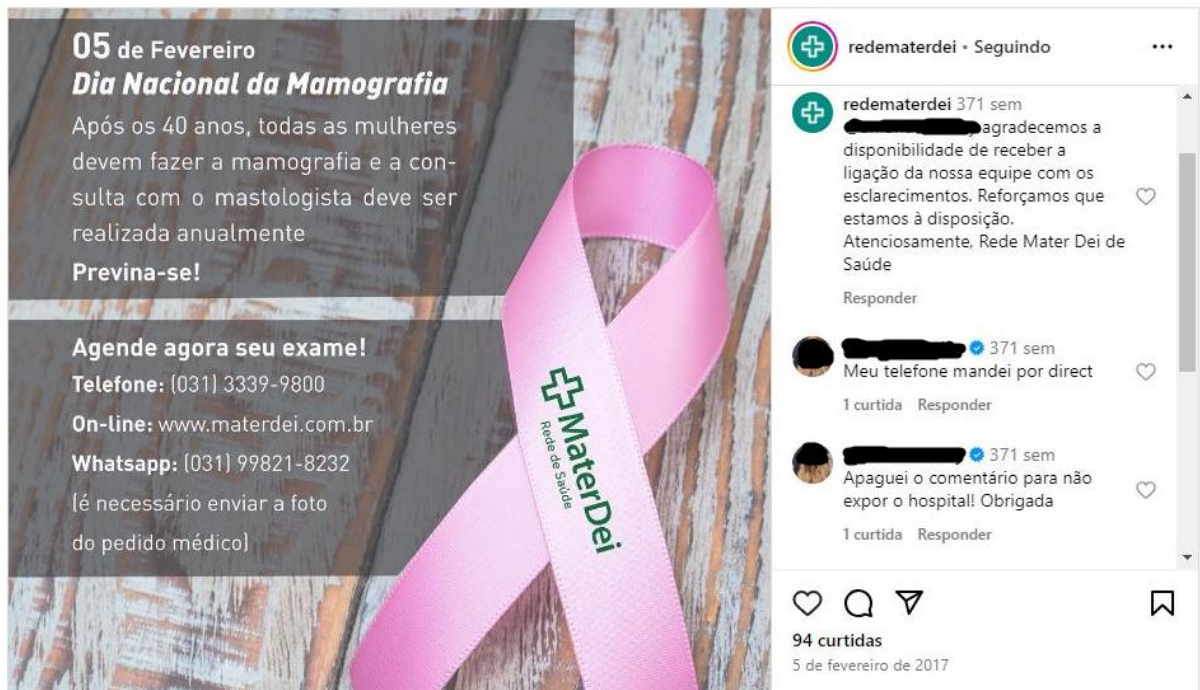 05 de Fevereiro
Dia Nacional da Mamografia
Após os 40 anos, todas as mulheres
devem fazer a mamografia e a con-
sulta com o mastologista deve ser
realizada anualmente
Previna-se!
Agende agora seu exame!
Telefone: (031) 3339-9800
On-line: www.materdei.com.br
Whatsapp: (031) 99821-8232
(é necessário enviar a foto
do pedido médico)
MaterDei
Rede de Saúde
redematerdei • Seguindo
redematerdei 371 sem
agradecemos a
disponibilidade de receber a
ligação da nossa equipe com os
esclarecimentos. Reforçamos que
estamos à disposição.
Atenciosamente, Rede Mater Dei de
Saúde
Responder
371 sem
Meu telefone mandei por direct
1 curtida Responder
371 sem
Apaguei o comentário para não
expor o hospital! Obrigada
1 curtida Responder
94 curtidas
5 de fevereiro de 2017